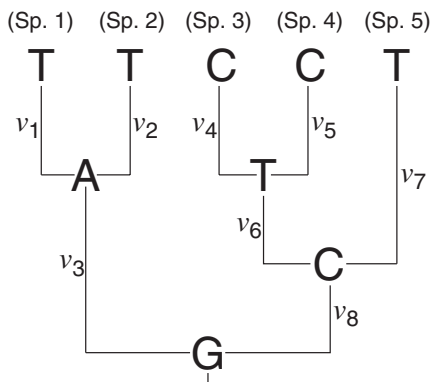 (Sp. 1) (Sp. 2) (Sp. 3) (Sp. 4) (Sp. 5)
T T C C T
v1 v2 v4 v5 v7
A T
v6
v3 C
v8
G